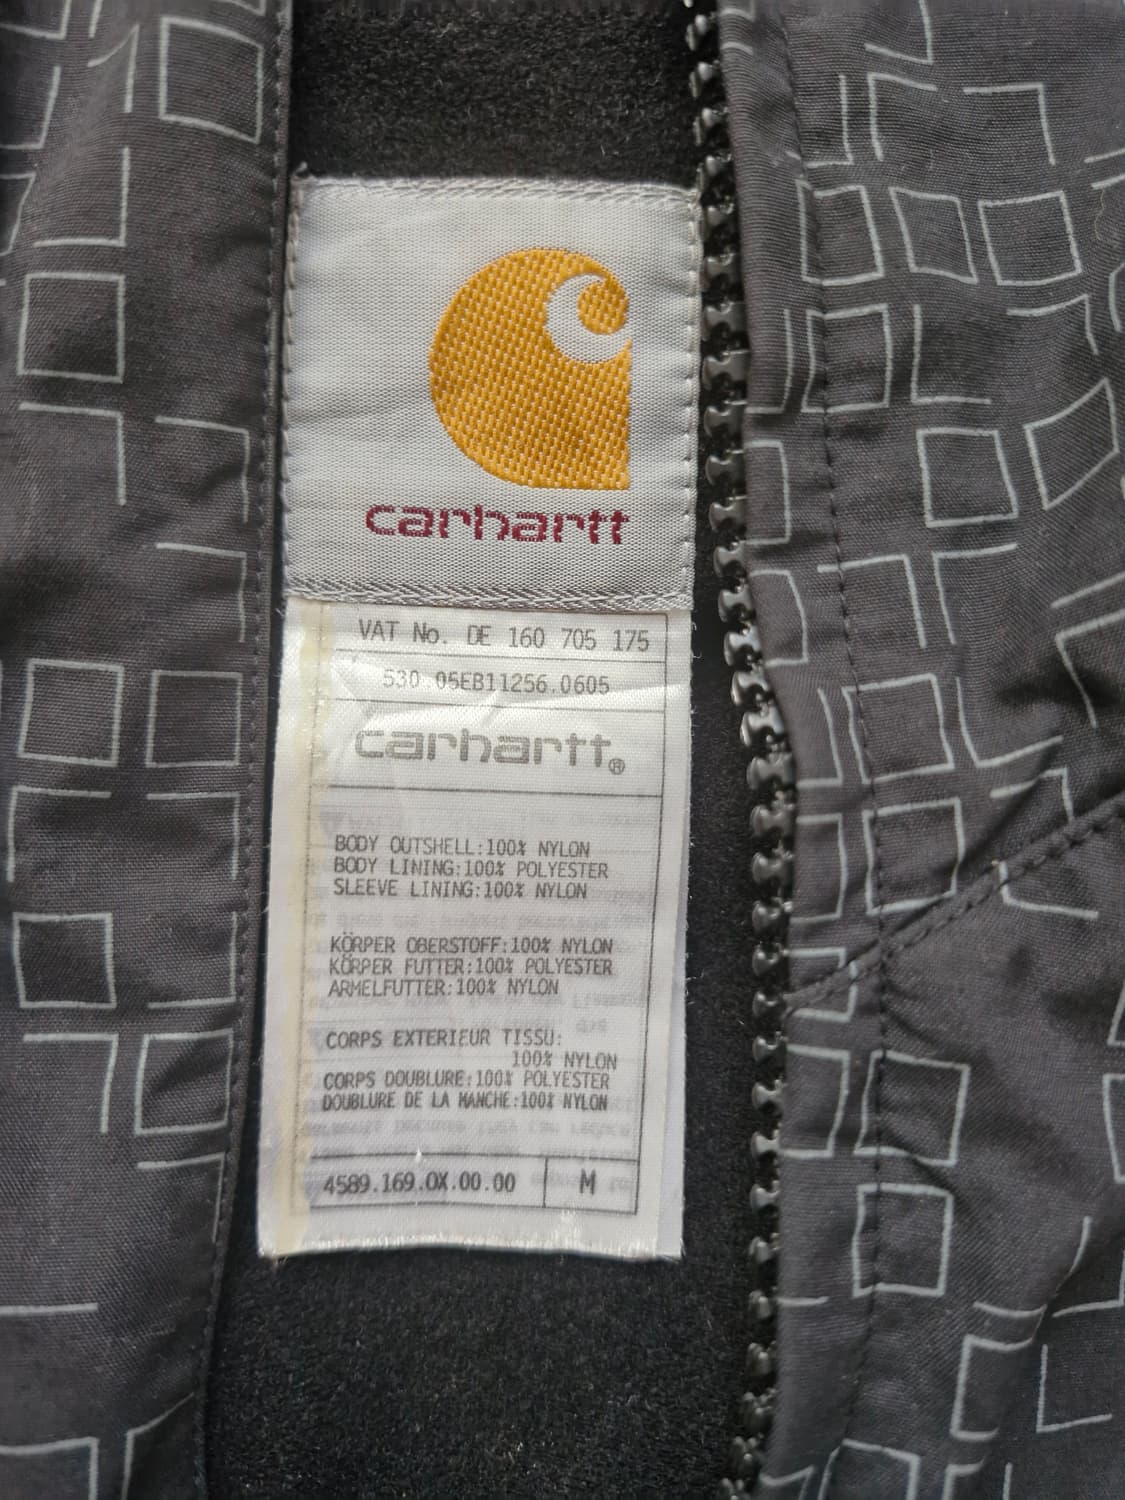 carhartt
VAT No. DE 160 705 175
530 05EB11256.0605
carhartt®
BODY OUTSHELL:100% NYLON
BODY LINING:100% POLYESTER
SLEEVE LINING:100% NYLON
KÖRPER OBERSTOFF:100% NYLON
KÖRPER FUTTER:100% POLYESTER
ARMELFUTTER:100% NYLON
CORPS EXTERIEUR TISSU:
100% NYLON
CORPS DOUBLURE:100% POLYESTER
DOUBLURE DE LA MANCHE:100% NYLON
4589.169.OX.00.00 M